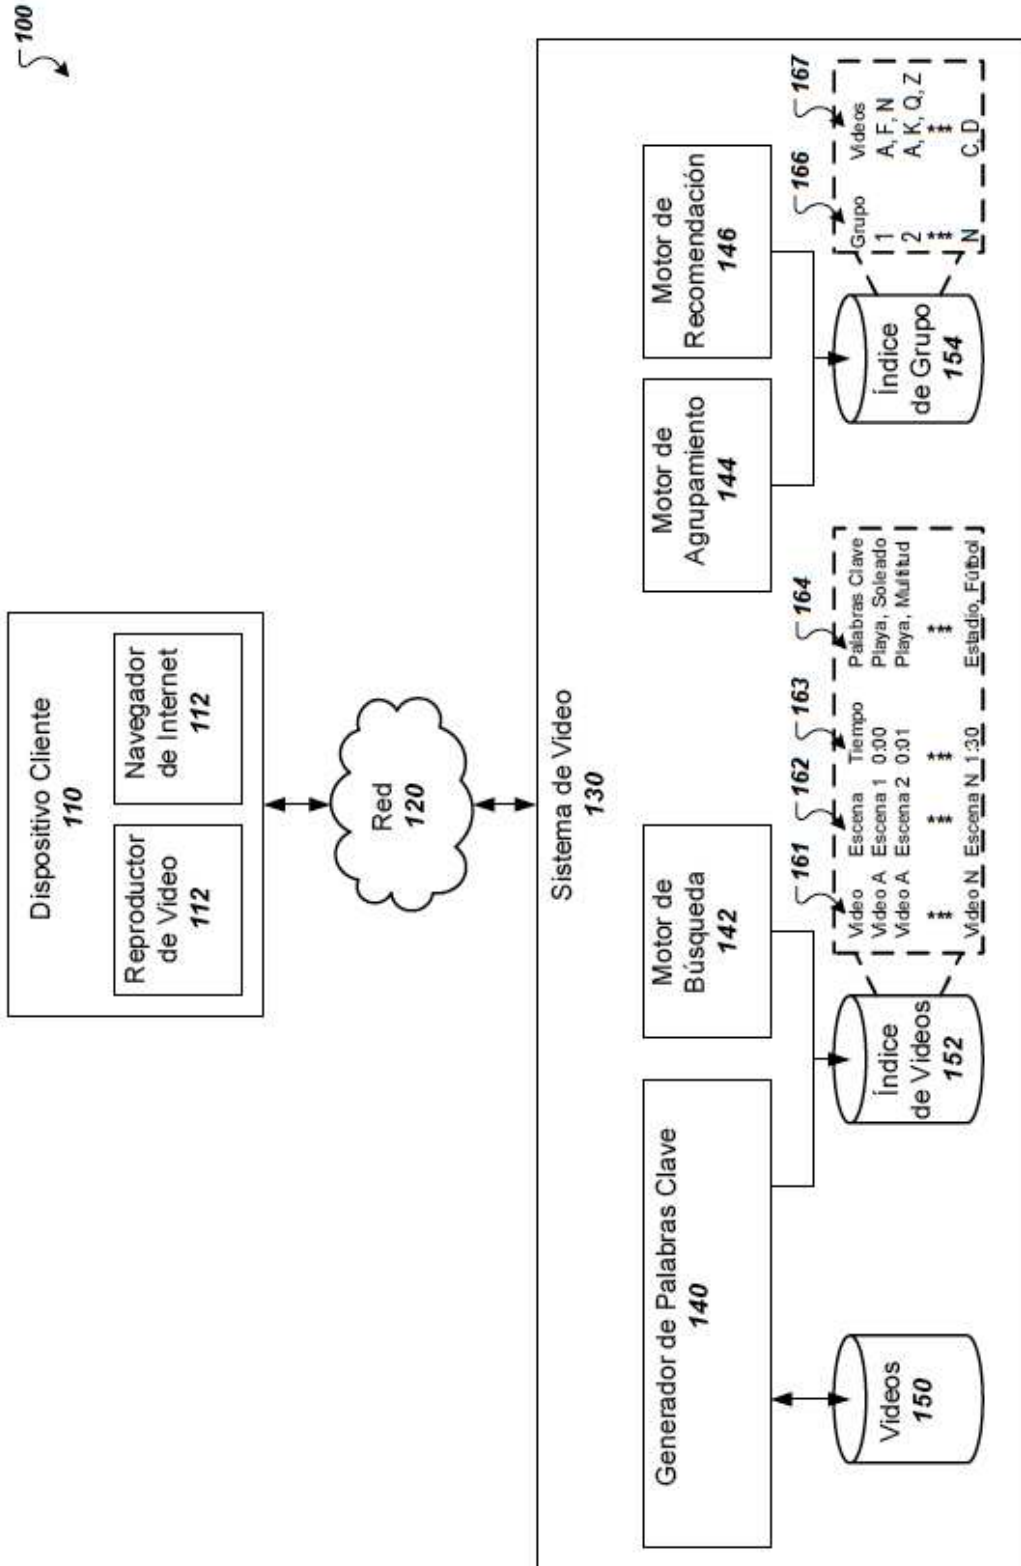 100
Dispositivo Cliente
110
Reproductor
de Video
112
Navegador
de Internet
112
Red
120
Sistema de Video
130
Generador de Palabras Clave
140
Motor de
Búsqueda
142
Motor de
Agrupamiento
144
Motor de
Recomendación
146
Videos
150
Índice
de Videos
152
161 162 163 164
Video Escena Tiempo Palabras Clave
Video A Escena 1 0:00 Playa, Soleado
Video A Escena 2 0:01 Playa, Multitud
** ** ** **
Video N Escena N 1:30 Estadio, Fútbol
Índice
de Grupo
154
166 167
Grupo Videos
1 A, F, N
2 A, K, Q, Z
** **
N C, D